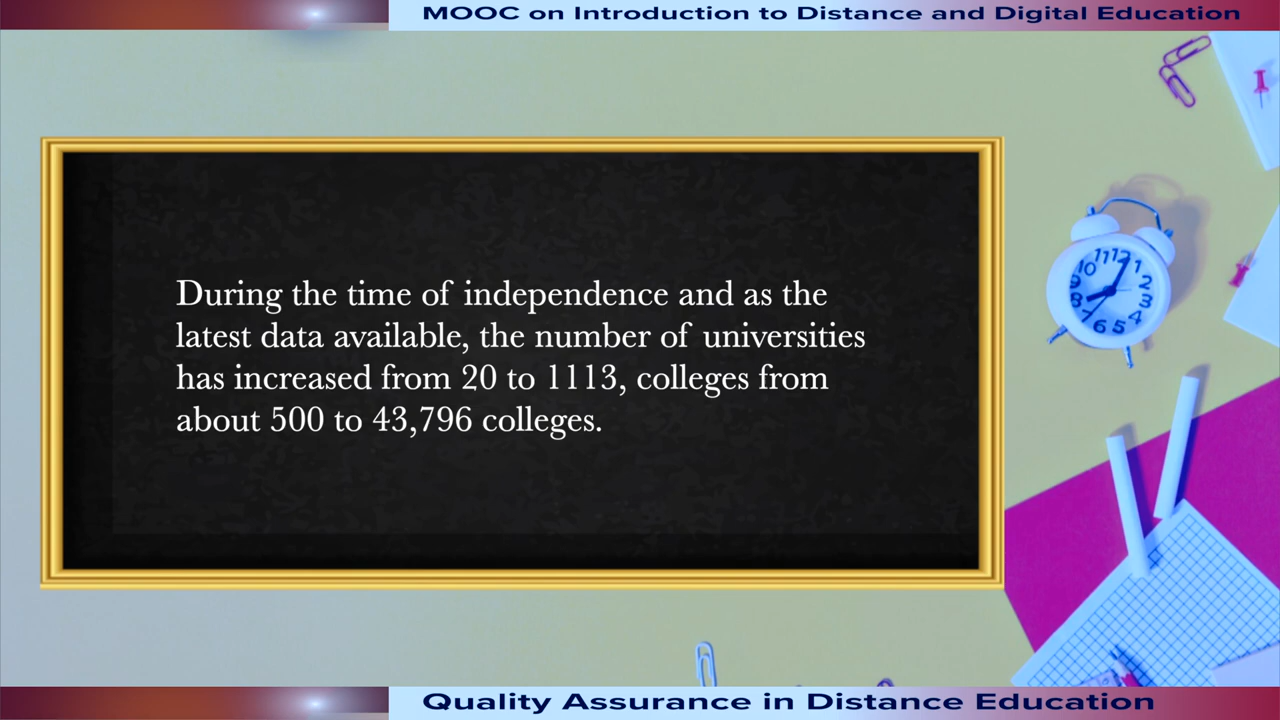 MOOC on Introduction to Distance and Digital Education
During the time of independence and as the
latest data available, the number of universities
has increased from 20 to 1113, colleges from
about 500 to 43,796 colleges.
Quality Assurance in Distance Education